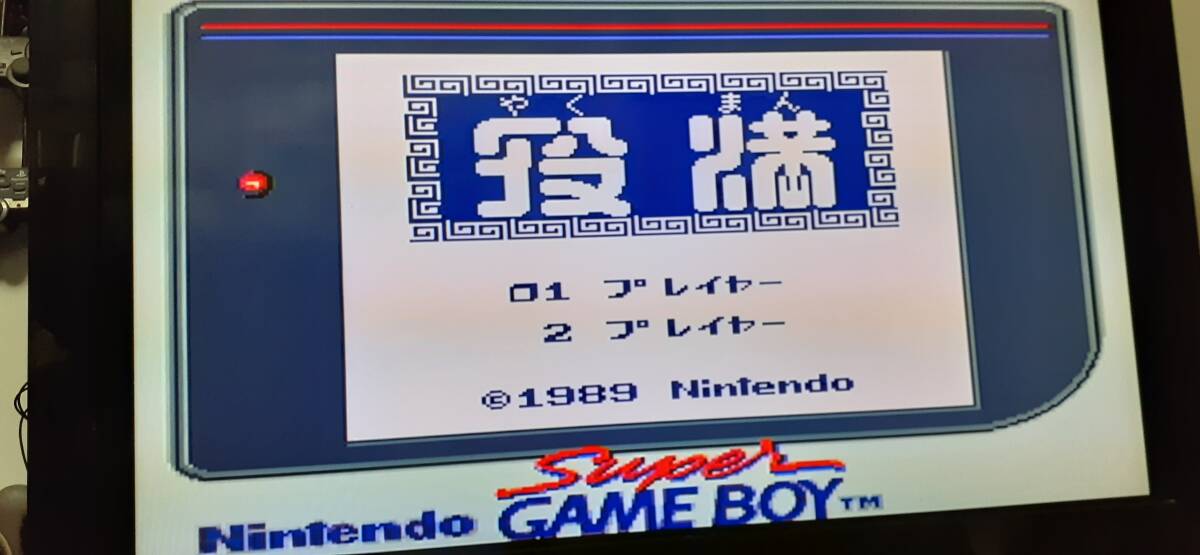 やく まん
役満
1 プレイヤー
2 プレイヤー
©1989 Nintendo
Super
Nintendo GAME BOY™